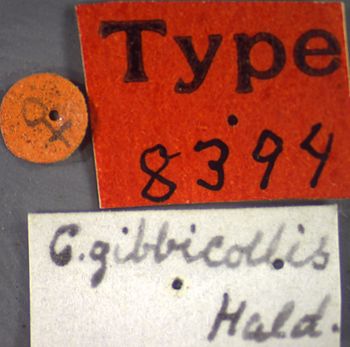 Type
8394
♀
C. gibbicollis
Hald.